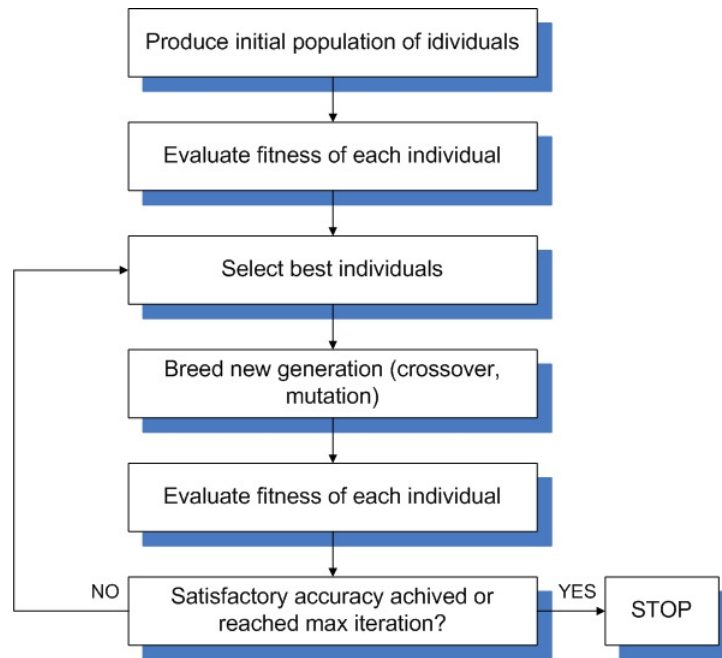 Produce initial population of idividuals
Evaluate fitness of each individual
Select best individuals
Breed new generation (crossover,
mutation)
Evaluate fitness of each individual
NO
Satisfactory accuracy achived or
reached max iteration?
YES
STOP